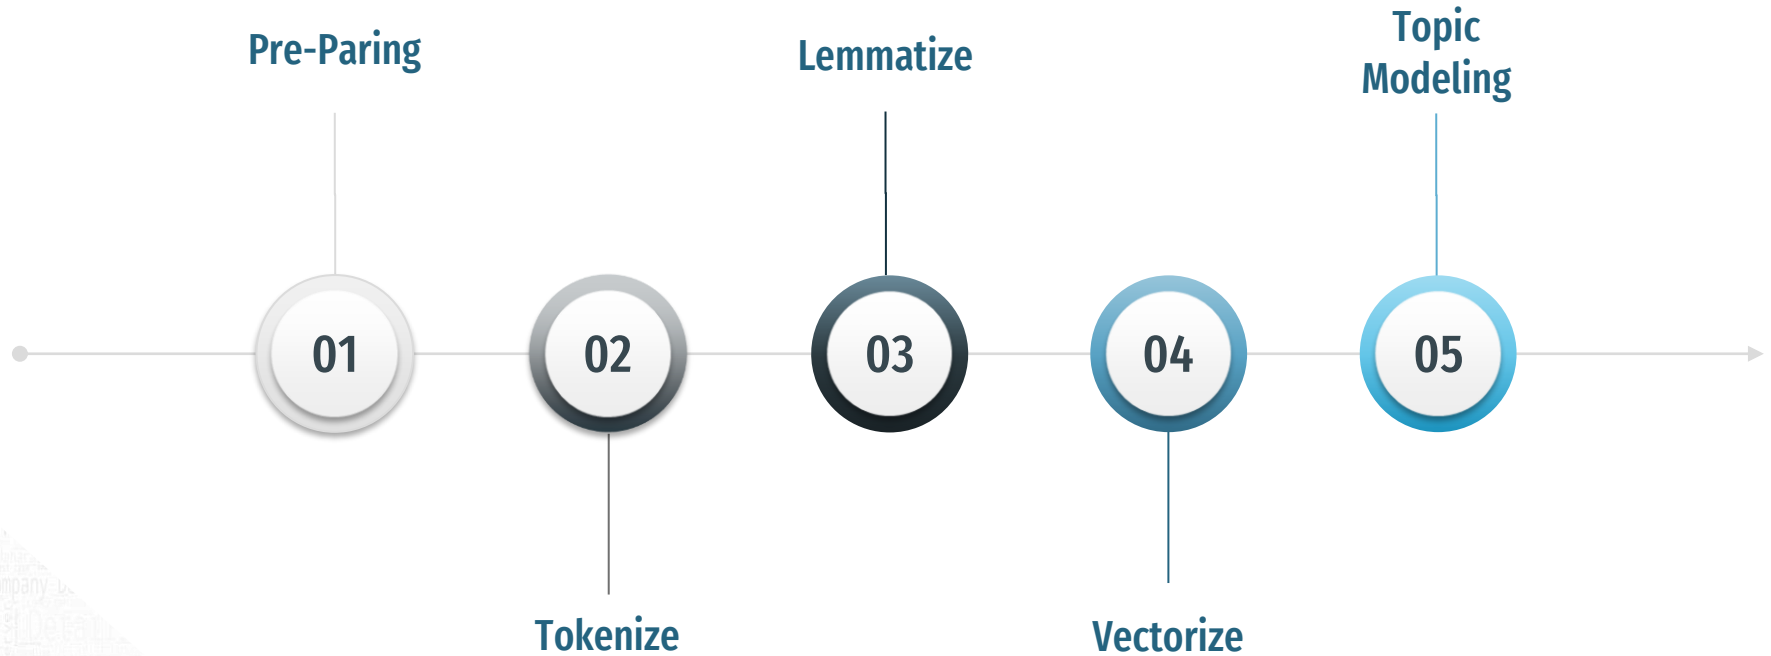 Pre-Paring
Lemmatize
Topic
Modeling
01
02
03
04
05
Tokenize
Vectorize